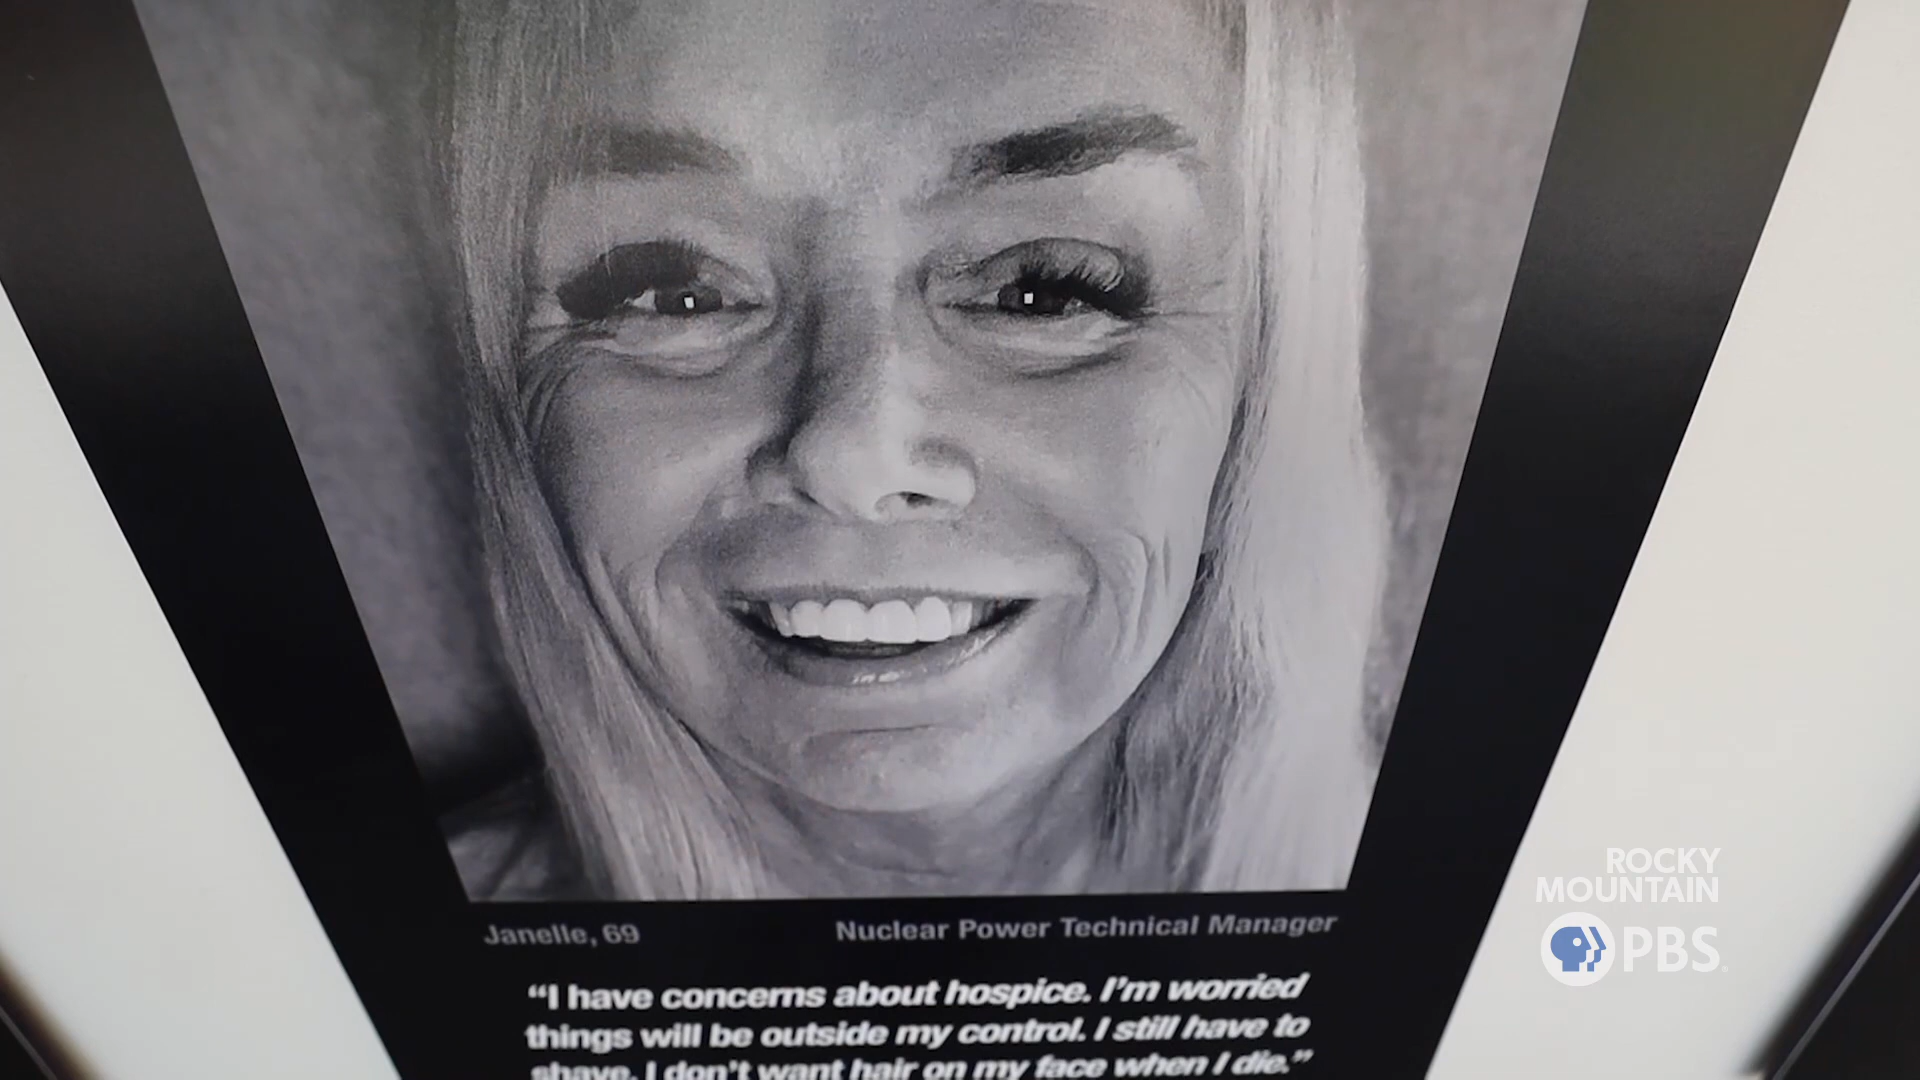 Janelle, 69
Nuclear Power Technical Manager
“I have concerns about hospice. I’m worried
things will be outside my control. I still have to
shave. I don’t want hair on my face when I die.”
ROCKY
MOUNTAIN
PBS